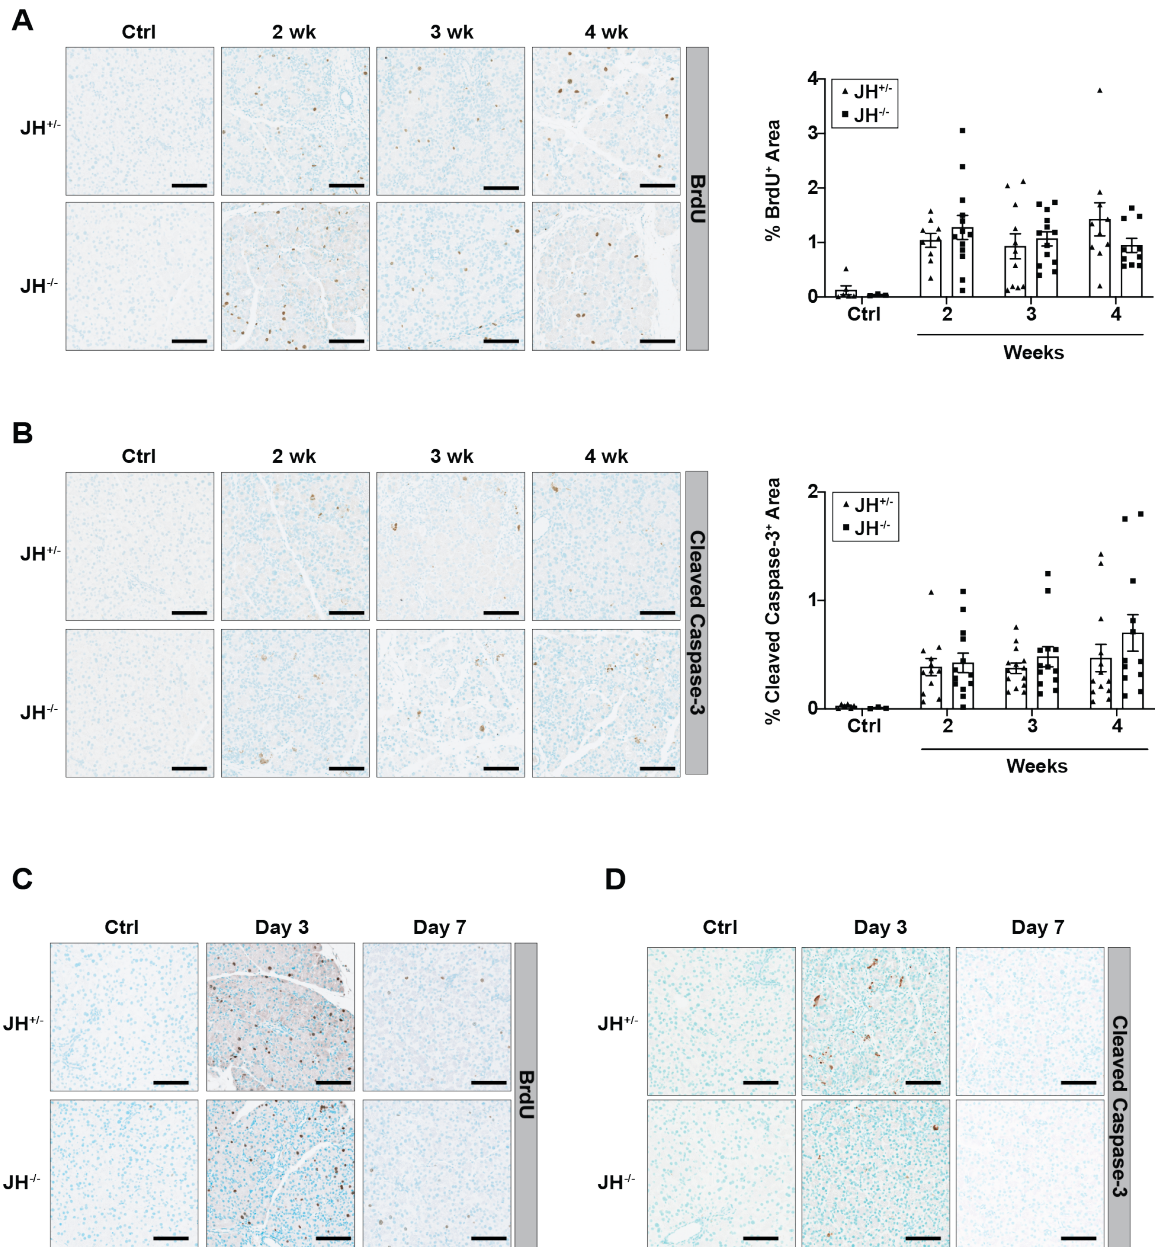 A
Ctrl 2 wk 3 wk 4 wk
JH+/-
JH-/-
BrdU
% BrdU+ Area
4
3
2
1
0
JH+/-
JH-/-
Ctrl 2 3 4
Weeks
B
Ctrl 2 wk 3 wk 4 wk
JH+/-
JH-/-
Cleaved Caspase-3
% Cleaved Caspase-3+ Area
2
1
0
JH+/-
JH-/-
Ctrl 2 3 4
Weeks
C
Ctrl Day 3 Day 7
JH+/-
JH-/-
BrdU
D
Ctrl Day 3 Day 7
JH+/-
JH-/-
Cleaved Caspase-3